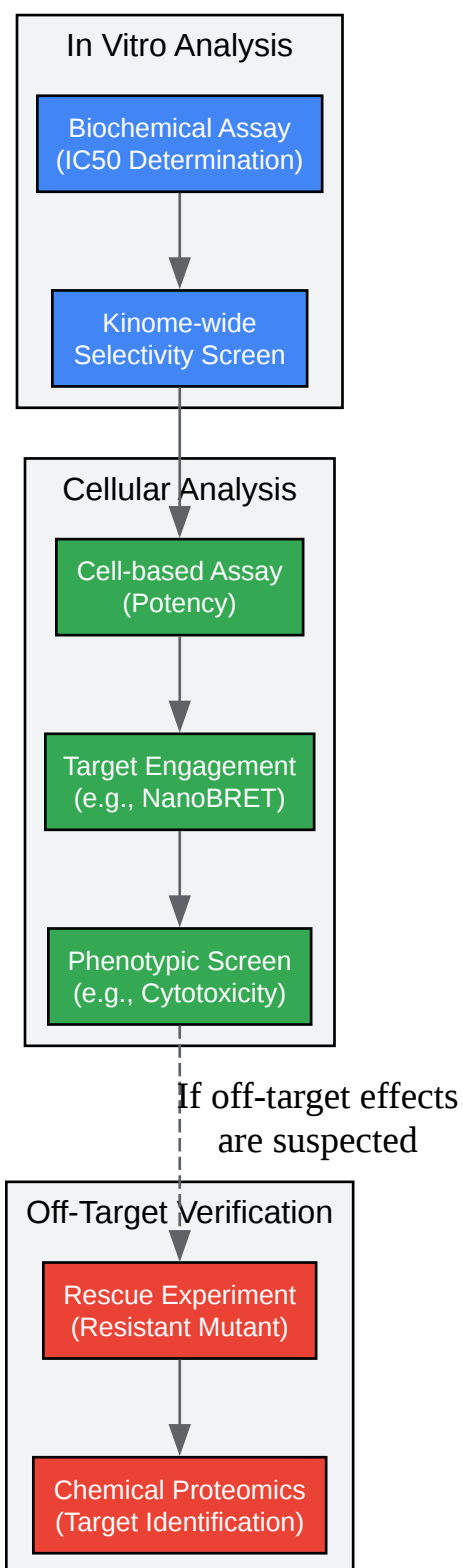 In Vitro Analysis
Biochemical Assay
(IC50 Determination)
Kinome-wide
Selectivity Screen
Cellular Analysis
Cell-based Assay
(Potency)
Target Engagement
(e.g., NanoBRET)
Phenotypic Screen
(e.g., Cytotoxicity)
If off-target effects
are suspected
Off-Target Verification
Rescue Experiment
(Resistant Mutant)
Chemical Proteomics
(Target Identification)